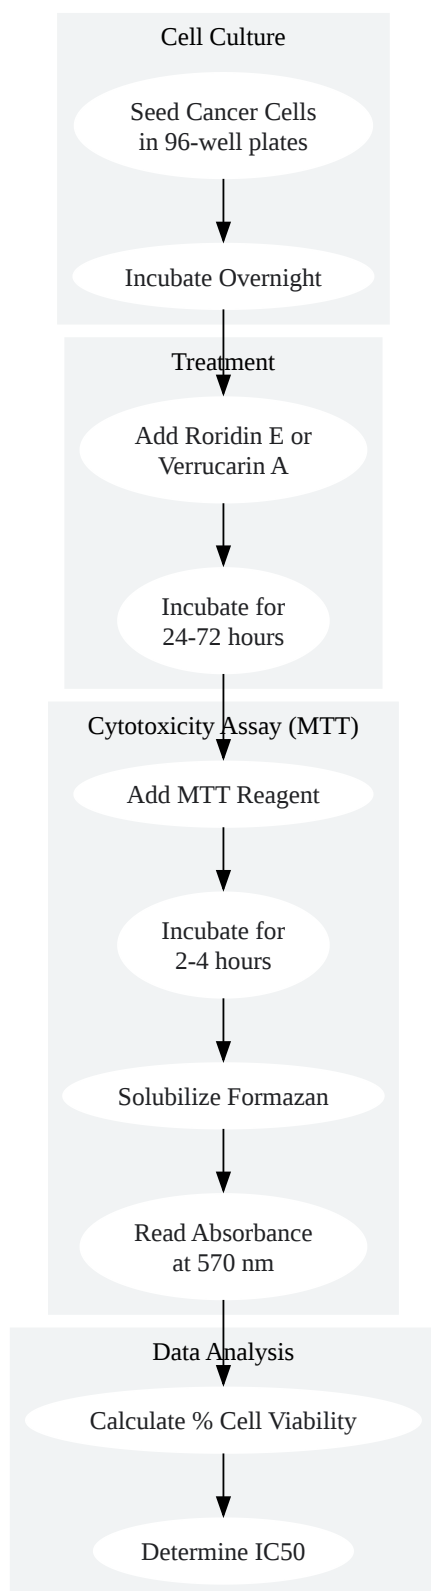 Cell Culture
Seed Cancer Cells
in 96-well plates
Incubate Overnight
Treatment
Add Roridin E or
Verrucarin A
Incubate for
24-72 hours
Cytotoxicity Assay (MTT)
Add MTT Reagent
Incubate for
2-4 hours
Solubilize Formazan
Read Absorbance
at 570 nm
Data Analysis
Calculate % Cell Viability
Determine IC50